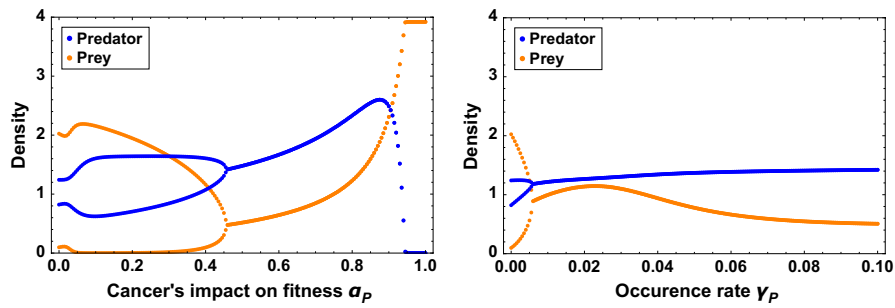 4
3
2
1
0
Density
Predator
Prey
0.0 0.2 0.4 0.6 0.8 1.0
Cancer's impact on fitness a_P
4
3
2
1
0
Density
Predator
Prey
0.00 0.02 0.04 0.06 0.08 0.10
Occurence rate γ_P